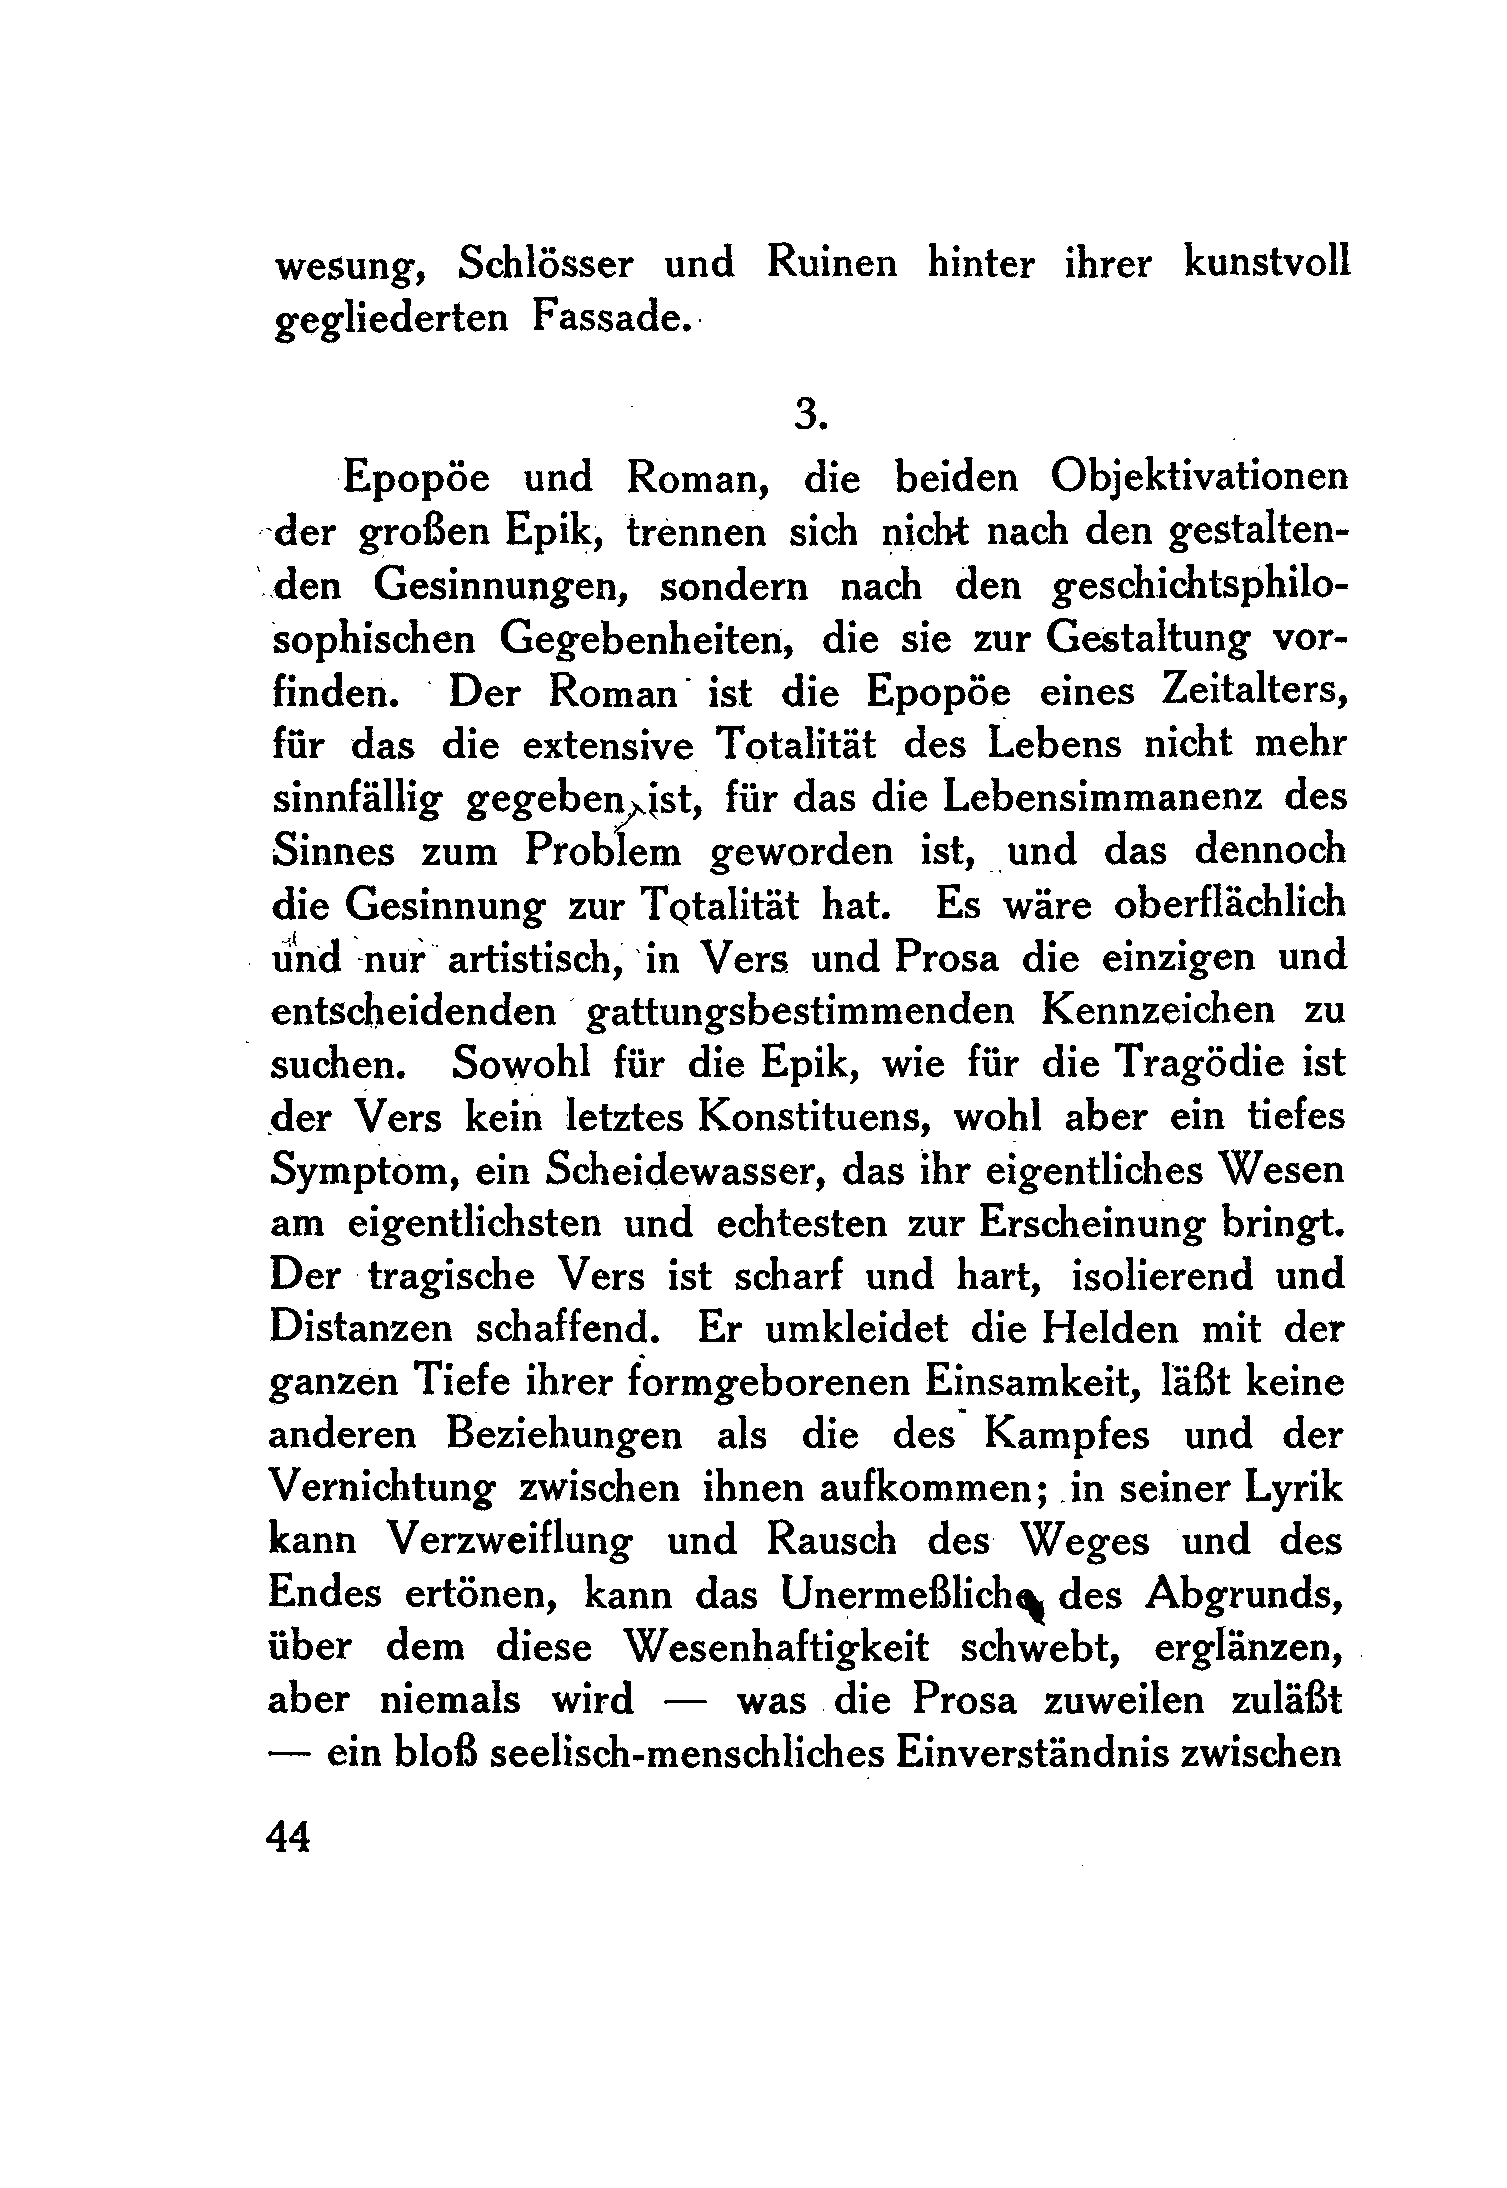 wesung, Schlösser und Ruinen hinter ihrer kunstvoll
gegliederten Fassade.
3.
Epopöe und Roman, die beiden Objektivationen
der großen Epik, trennen sich nicht nach den gestalten-
den Gesinnungen, sondern nach den geschichtsphilo-
sophischen Gegebenheiten, die sie zur Gestaltung vor-
finden. Der Roman ist die Epopöe eines Zeitalters,
für das die extensive Totalität des Lebens nicht mehr
sinnfällig gegeben ist, für das die Lebensimmanenz des
Sinnes zum Problem geworden ist, und das dennoch
die Gesinnung zur Totalität hat. Es wäre oberflächlich
und nur artistisch, in Vers und Prosa die einzigen und
entscheidenden gattungsbestimmenden Kennzeichen zu
suchen. Sowohl für die Epik, wie für die Tragödie ist
der Vers kein letztes Konstituens, wohl aber ein tiefes
Symptom, ein Scheidewasser, das ihr eigentliches Wesen
am eigentlichsten und echtesten zur Erscheinung bringt.
Der tragische Vers ist scharf und hart, isolierend und
Distanzen schaffend. Er umkleidet die Helden mit der
ganzen Tiefe ihrer formgeborenen Einsamkeit, läßt keine
anderen Beziehungen als die des Kampfes und der
Vernichtung zwischen ihnen aufkommen; in seiner Lyrik
kann Verzweiflung und Rausch des Weges und des
Endes ertönen, kann das Unermeßliche des Abgrunds,
über dem diese Wesenhaftigkeit schwebt, erglänzen,
aber niemals wird — was die Prosa zuweilen zuläßt
— ein bloß seelisch-menschliches Einverständnis zwischen
44